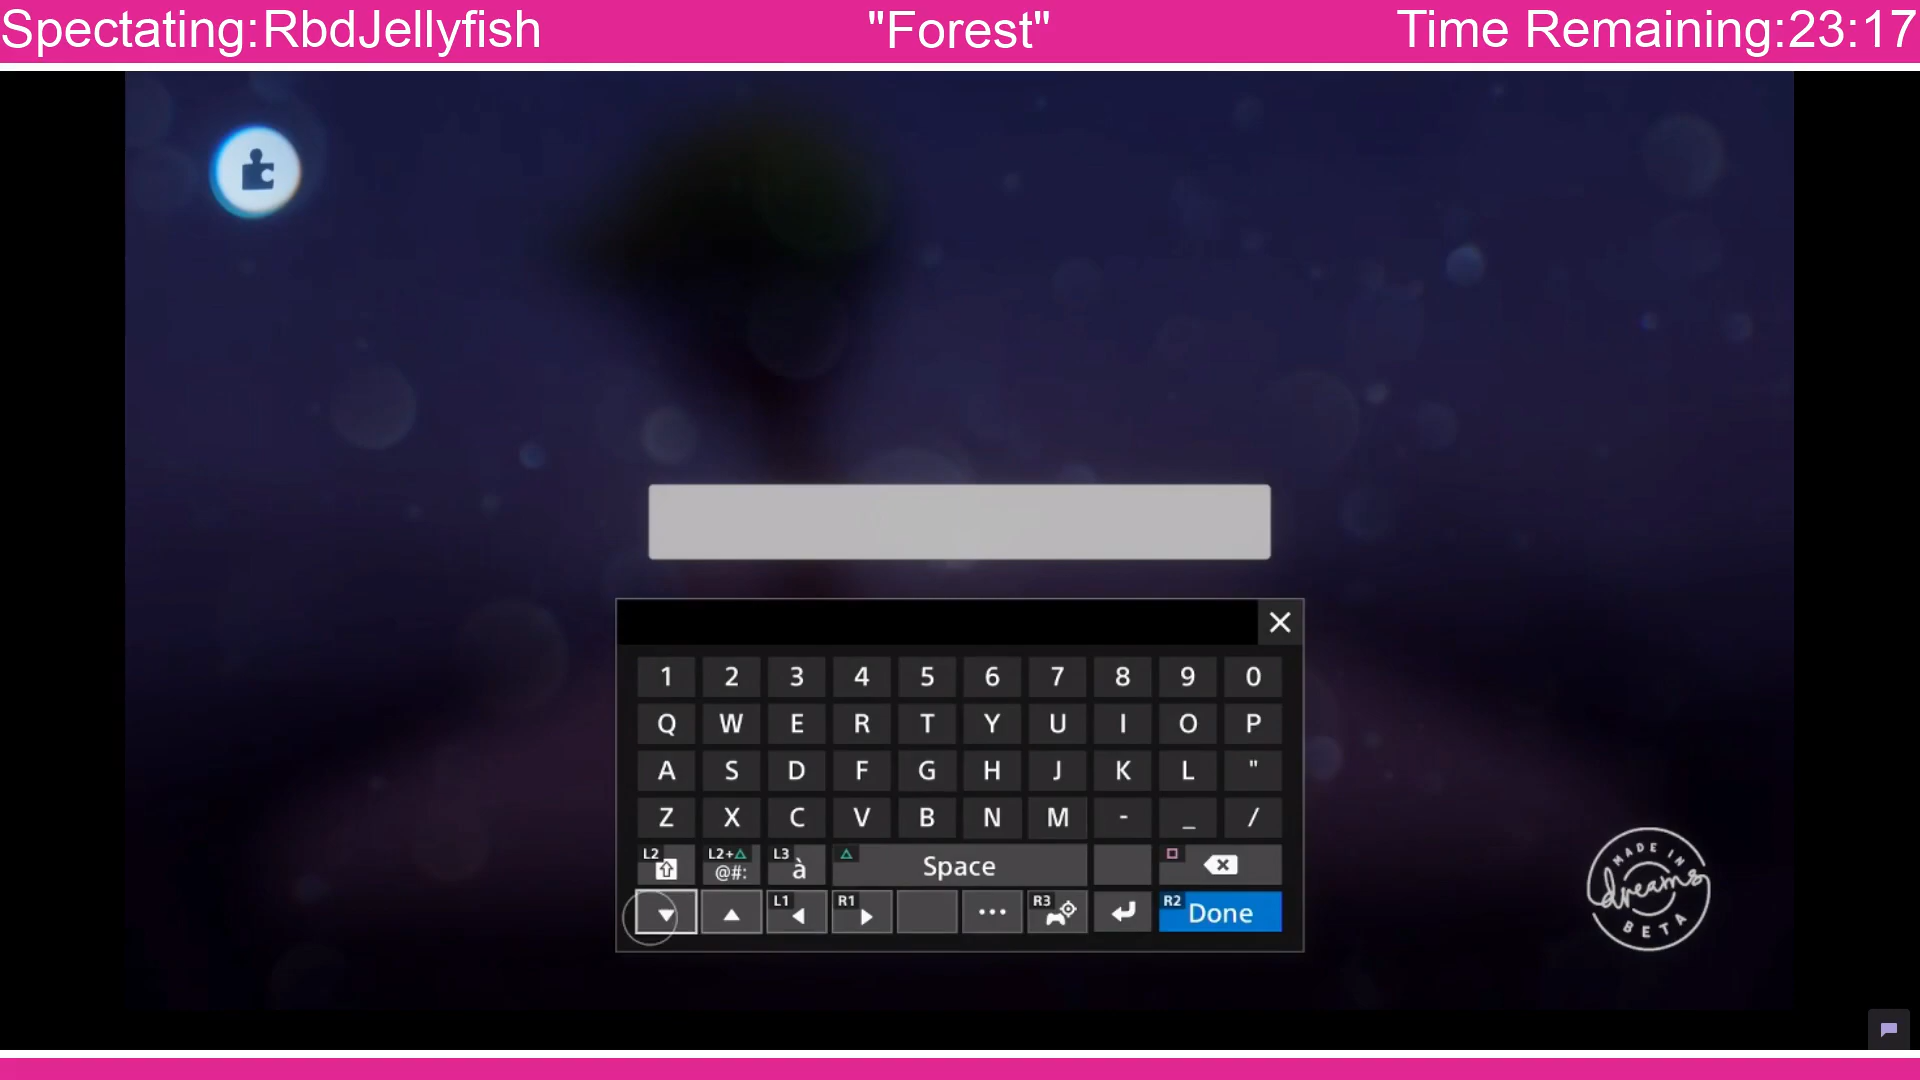 Spectating:RbdJellyfish "Forest" Time Remaining:23:17
1 2 3 4 5 6 7 8 9 0
Q W E R T Y U I O P
A S D F G H J K L "
Z X C V B N M - _ /
L2 L2+△ @#: L3 à △ Space □
L1 R1 ... R3 R2 Done
MADE IN
dreams
BETA